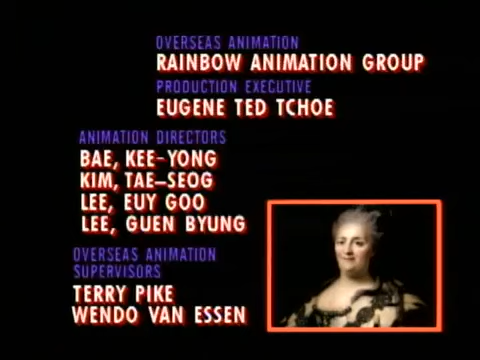 OVERSEAS ANIMATION
RAINBOW ANIMATION GROUP
PRODUCTION EXECUTIVE
EUGENE TED TCHOE
ANIMATION DIRECTORS
BAE, KEE-YONG
KIM, TAE-SEOG
LEE, EUY GOO
LEE, GUEN BYUNG
OVERSEAS ANIMATION
SUPERVISORS
TERRY PIKE
WENDO VAN ESSEN